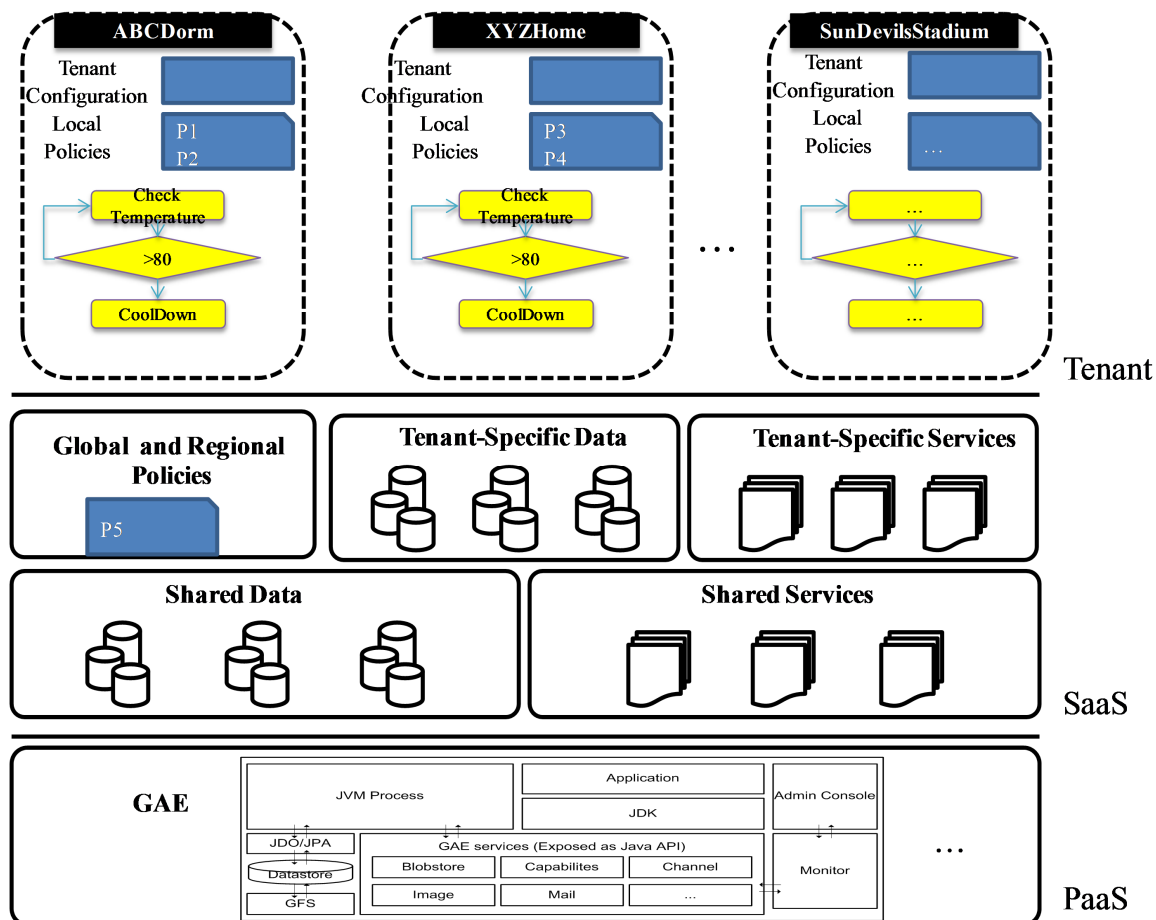 ABCDorm
Tenant
Configuration
Local
Policies
P1
P2
Check
Temperature
>80
CoolDown
XYZHome
Tenant
Configuration
Local
Policies
P3
P4
Check
Temperature
>80
CoolDown
...
SunDevilsStadium
Tenant
Configuration
Local
Policies
...
...
...
...
Tenant
Global and Regional
Policies
P5
Tenant-Specific Data
Tenant-Specific Services
Shared Data
Shared Services
SaaS
GAE
JVM Process
Application
JDK
Admin Console
JDO/JPA
Datastore
GFS
GAE services (Exposed as Java API)
Blobstore
Capabilites
Channel
Image
Mail
...
Monitor
...
PaaS